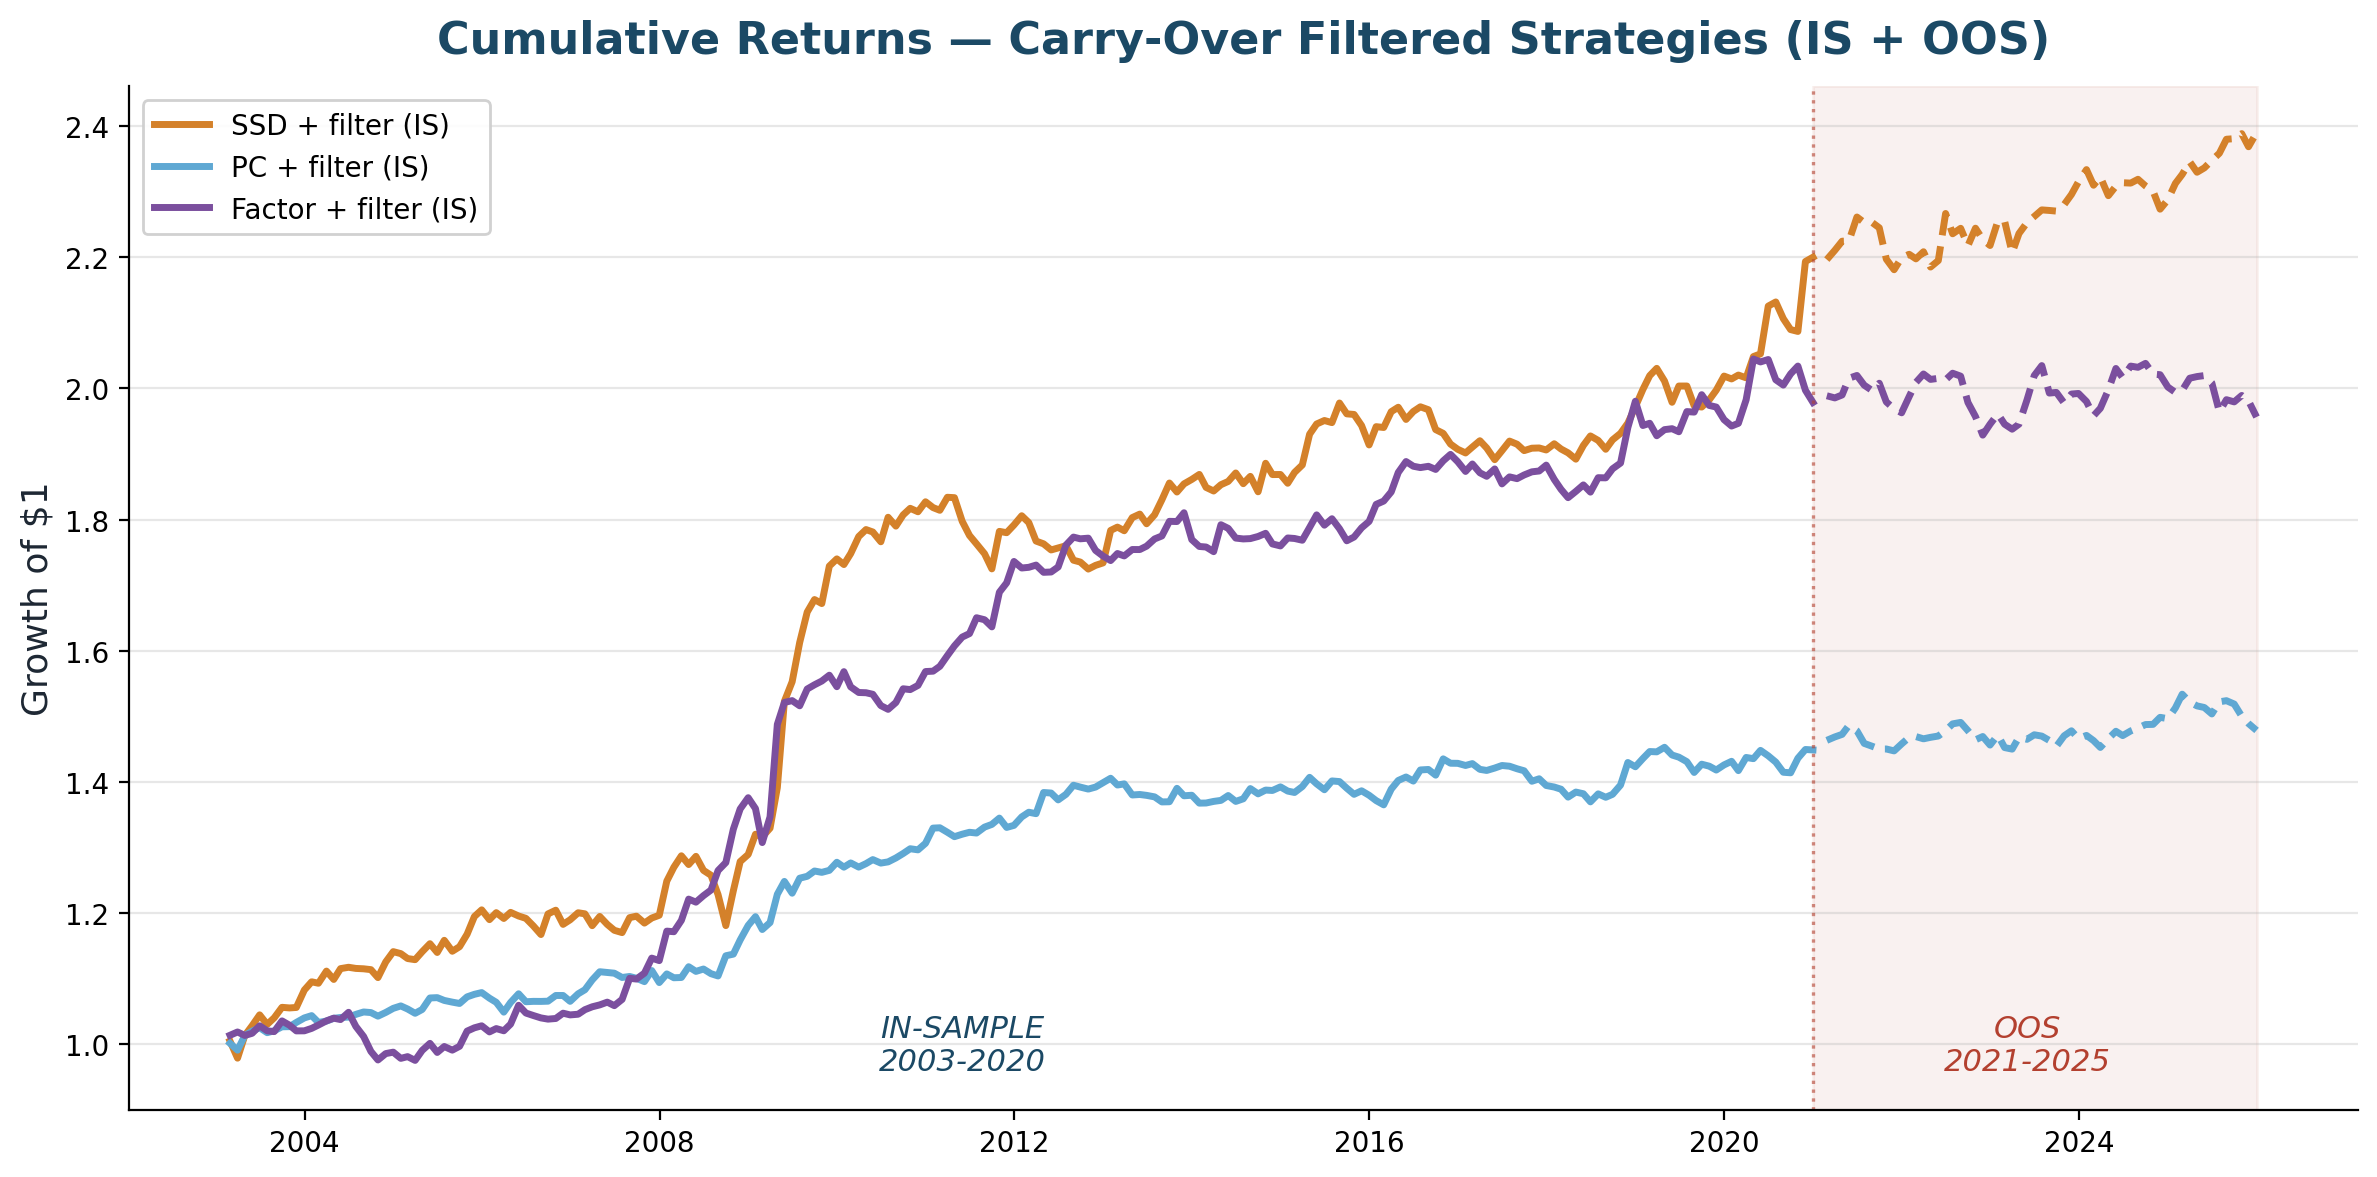 Cumulative Returns — Carry-Over Filtered Strategies (IS + OOS)
SSD + filter (IS)
PC + filter (IS)
Factor + filter (IS)
Growth of $1
2.4
2.2
2.0
1.8
1.6
1.4
1.2
1.0
IN-SAMPLE
2003-2020
OOS
2021-2025
2004
2008
2012
2016
2020
2024